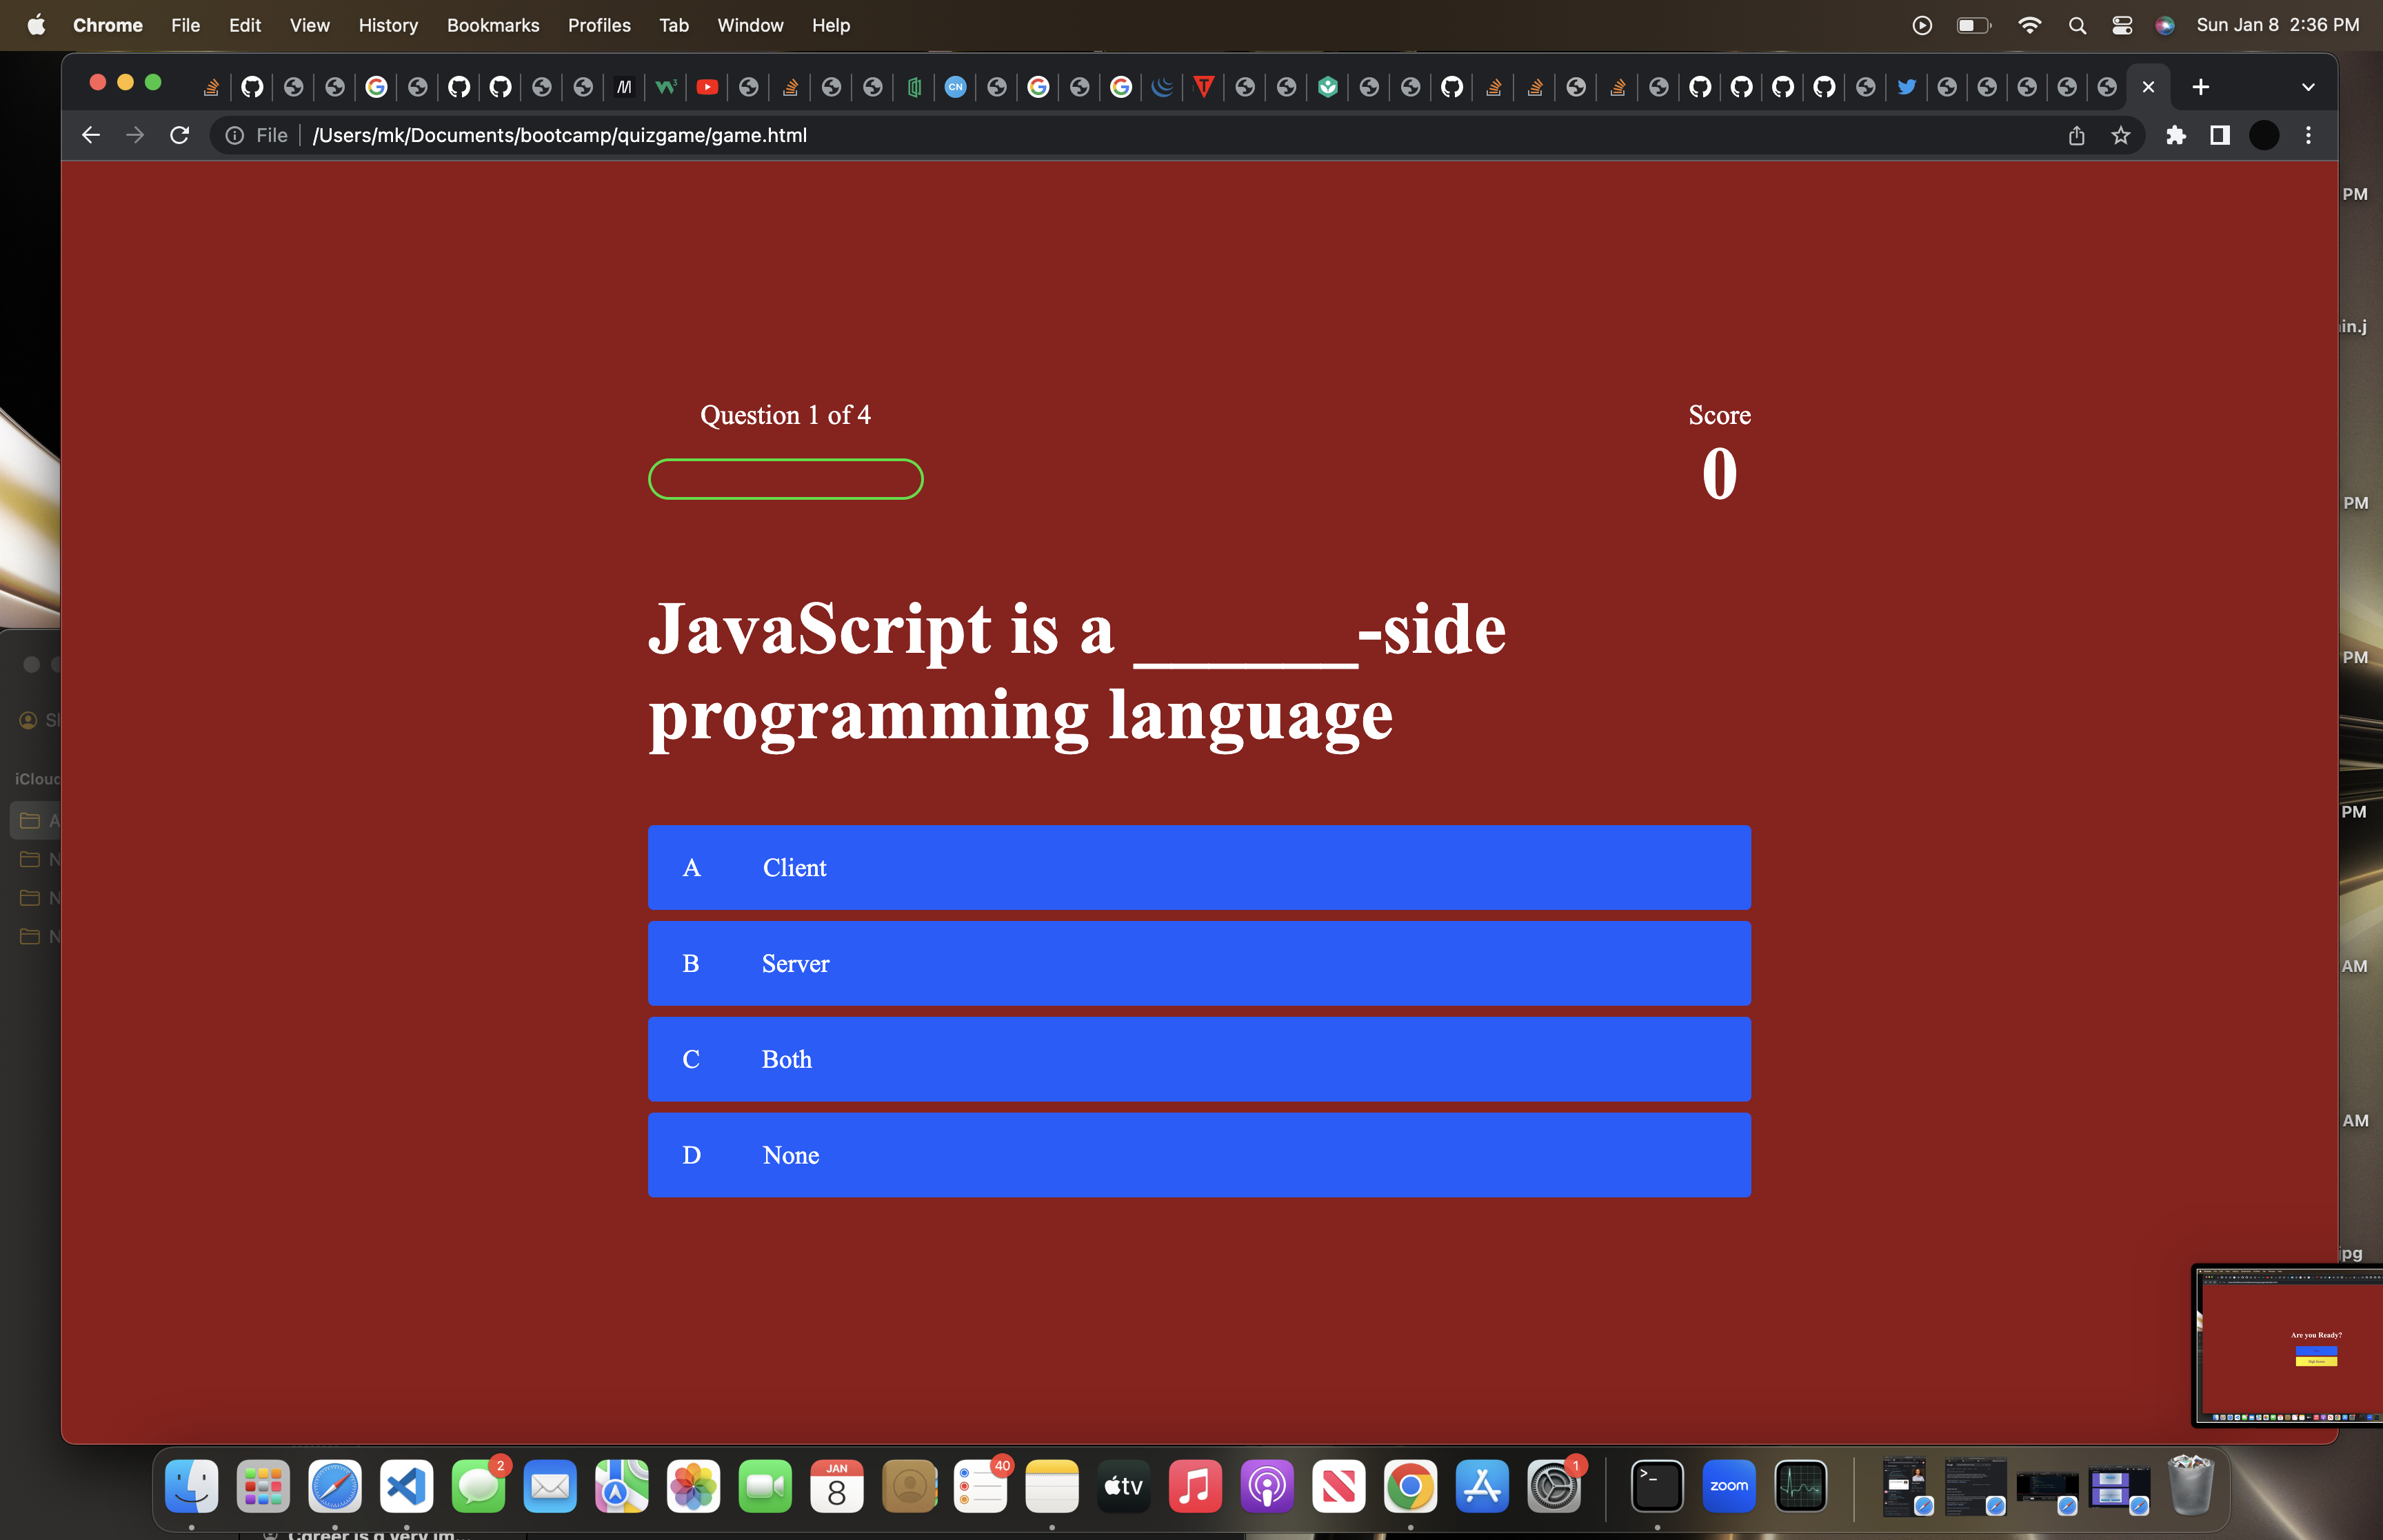 Chrome File Edit View History Bookmarks Profiles Tab Window Help Sun Jan 8 2:36 PM
File /Users/mk/Documents/bootcamp/quizgame/game.html
PM
in.j
Question 1 of 4
Score
0
PM
JavaScript is a ______-side
programming language
PM
iCloud
PM
A Client
B Server
C Both
D None
AM
AM
jpg
Are you Ready?
2
JAN
8
40
tv
1
zoom
Career is a very im...